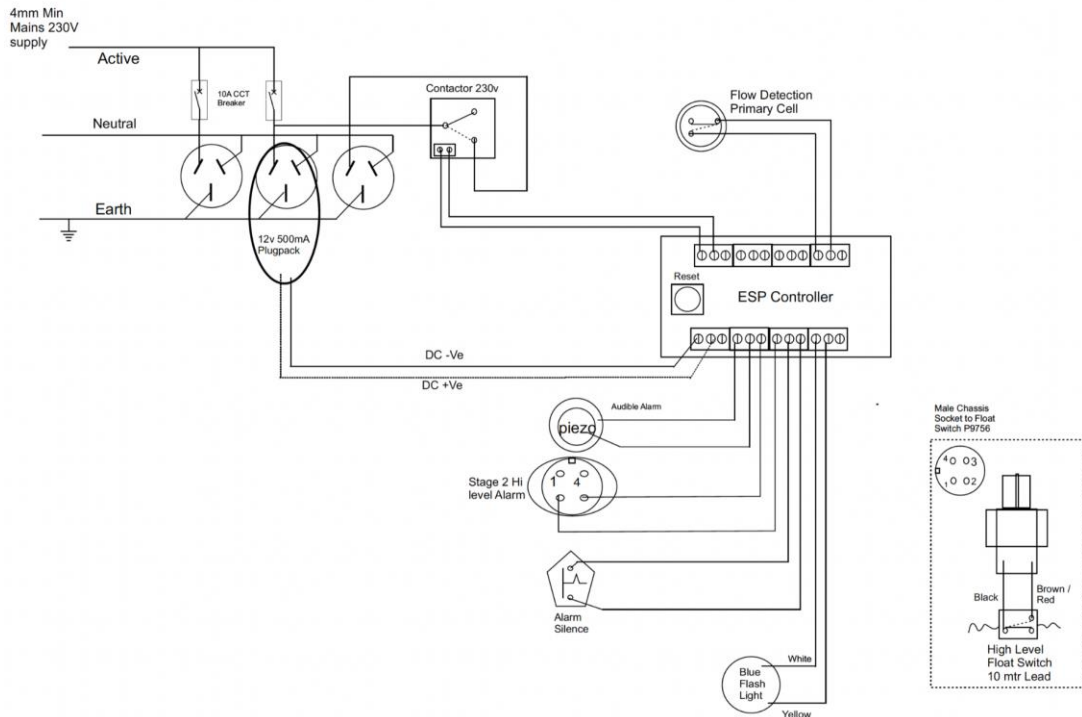 4mm Min
Mains 230V
supply
Active
10A CCT
Breaker
Neutral
Earth
12v 500mA
Plugpack
Contactor 230v
Flow Detection
Primary Cell
Reset
ESP Controller
DC -Ve
DC +Ve
Audible Alarm
piezo
Stage 2 Hi
level Alarm
1 4
Alarm
Silence
White
Blue
Flash
Light
Yellow
Male Chassis
Socket to Float
Switch P9756
4 3
1 2
Black
Brown /
Red
High Level
Float Switch
10 mtr Lead